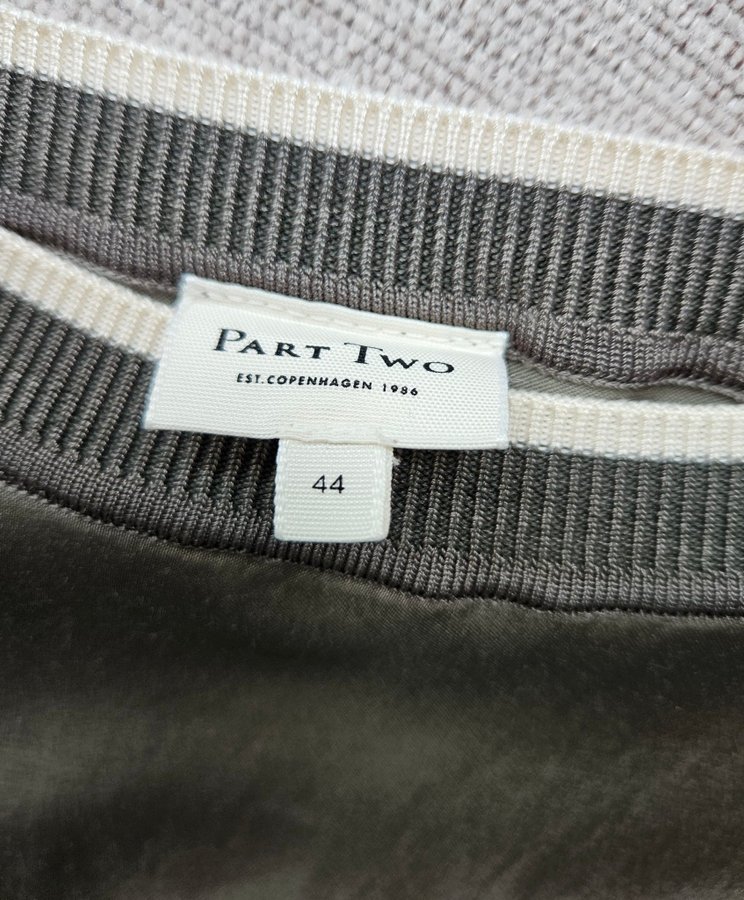 PART TWO
EST. COPENHAGEN 1986
44